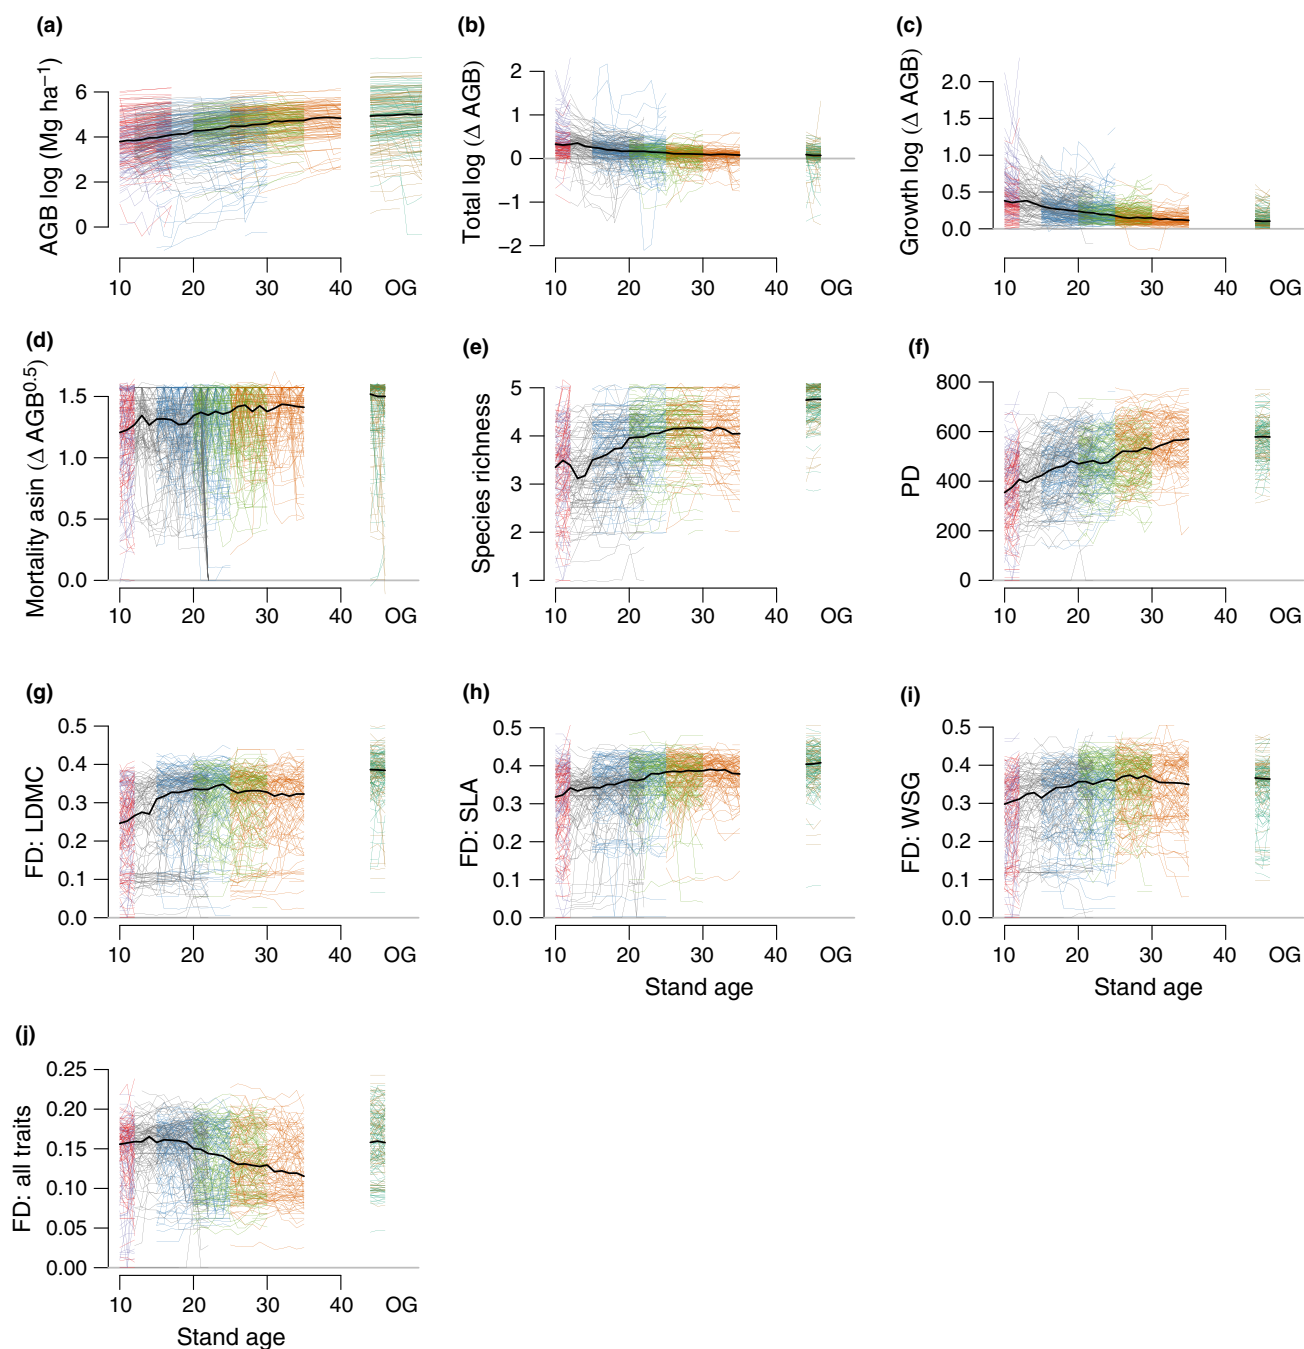 (a)
AGB log (Mg ha⁻¹)
6
4
2
0
10 20 30 40 OG
(b)
Total log (Δ AGB)
2
1
0
−1
−2
10 20 30 40 OG
(c)
Growth log (Δ AGB)
2.0
1.5
1.0
0.5
0.0
10 20 30 40 OG
(d)
Mortality asin (Δ AGB⁰·⁵)
1.5
1.0
0.5
0.0
10 20 30 40 OG
(e)
Species richness
5
4
3
2
1
10 20 30 40 OG
(f)
PD
800
600
400
200
0
10 20 30 40 OG
(g)
FD: LDMC
0.5
0.4
0.3
0.2
0.1
0.0
10 20 30 40 OG
(h)
FD: SLA
0.5
0.4
0.3
0.2
0.1
0.0
10 20 30 40 OG
Stand age
(i)
FD: WSG
0.5
0.4
0.3
0.2
0.1
0.0
10 20 30 40 OG
Stand age
(j)
FD: all traits
0.25
0.20
0.15
0.10
0.05
0.00
10 20 30 40 OG
Stand age